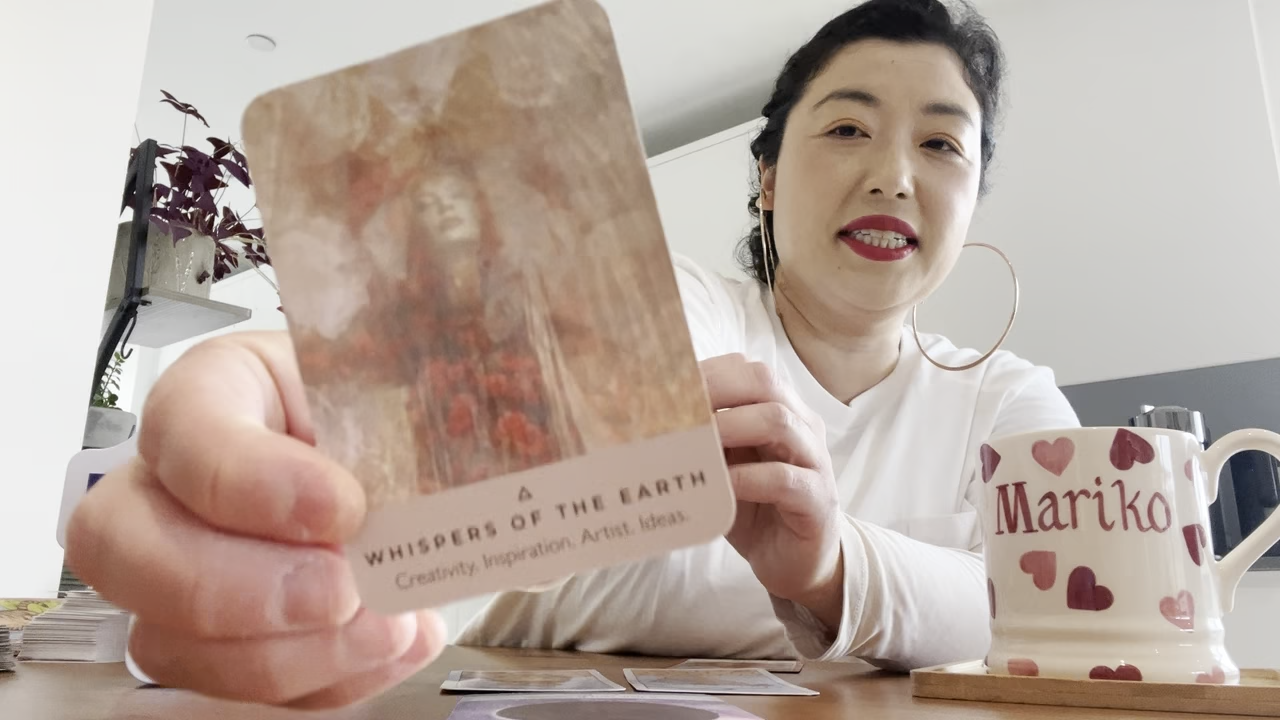 WHISPERS OF THE EARTH
Creativity. Inspiration. Artist. Ideas.
Mariko